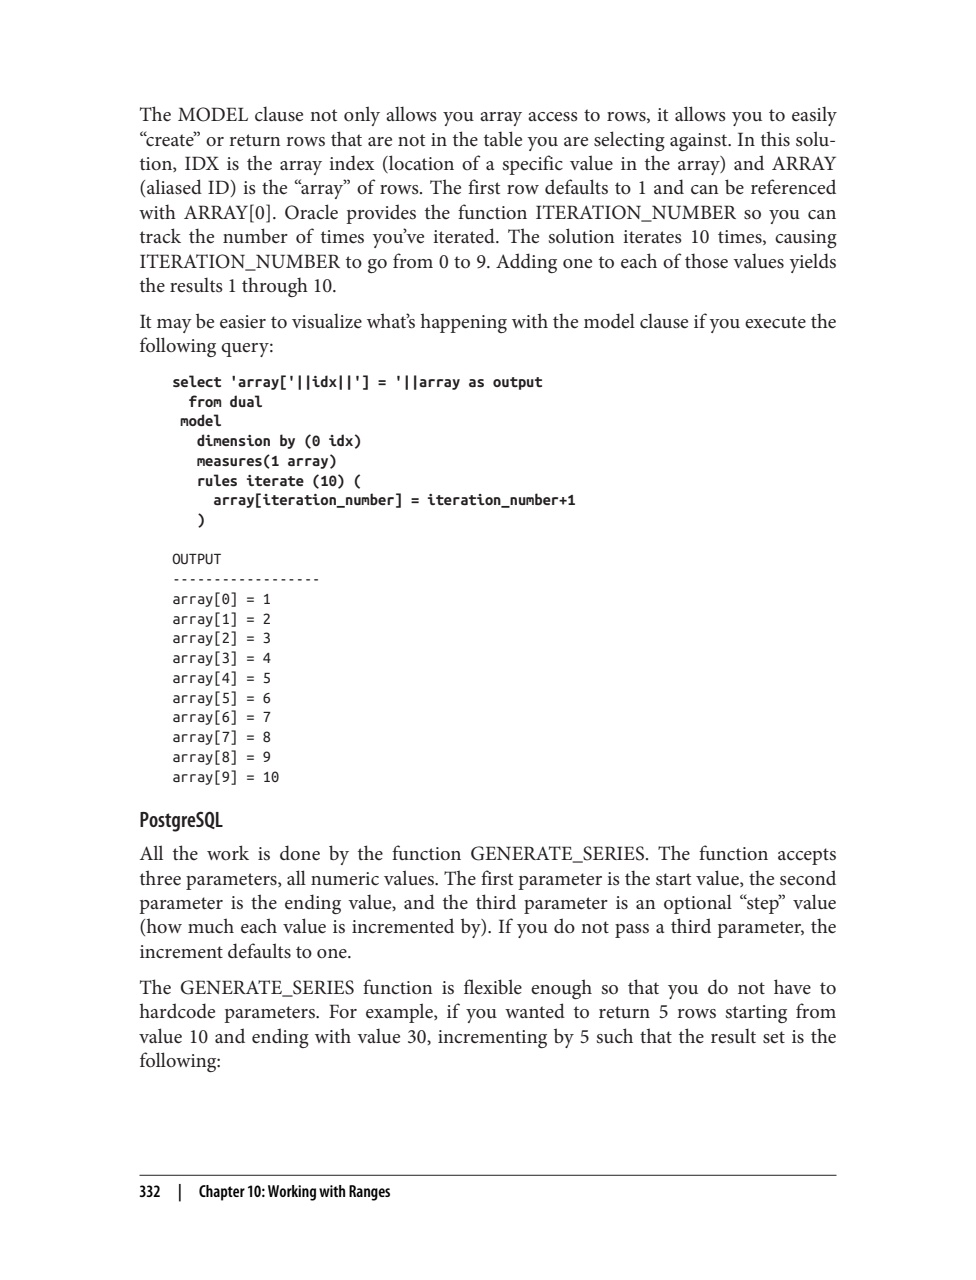 The MODEL clause not only allows you array access to rows, it allows you to easily
“create” or return rows that are not in the table you are selecting against. In this solu-
tion, IDX is the array index (location of a specific value in the array) and ARRAY
(aliased ID) is the “array” of rows. The first row defaults to 1 and can be referenced
with ARRAY[0]. Oracle provides the function ITERATION_NUMBER so you can
track the number of times you’ve iterated. The solution iterates 10 times, causing
ITERATION_NUMBER to go from 0 to 9. Adding one to each of those values yields
the results 1 through 10.
It may be easier to visualize what’s happening with the model clause if you execute the
following query:
select 'array['||idx||'] = '||array as output
from dual
model
dimension by (0 idx)
measures(1 array)
rules iterate (10) (
array[iteration_number] = iteration_number+1
)
OUTPUT
------------------
array[0] = 1
array[1] = 2
array[2] = 3
array[3] = 4
array[4] = 5
array[5] = 6
array[6] = 7
array[7] = 8
array[8] = 9
array[9] = 10
PostgreSQL
All the work is done by the function GENERATE_SERIES. The function accepts
three parameters, all numeric values. The first parameter is the start value, the second
parameter is the ending value, and the third parameter is an optional “step” value
(how much each value is incremented by). If you do not pass a third parameter, the
increment defaults to one.
The GENERATE_SERIES function is flexible enough so that you do not have to
hardcode parameters. For example, if you wanted to return 5 rows starting from
value 10 and ending with value 30, incrementing by 5 such that the result set is the
following:
332 | Chapter 10: Working with Ranges